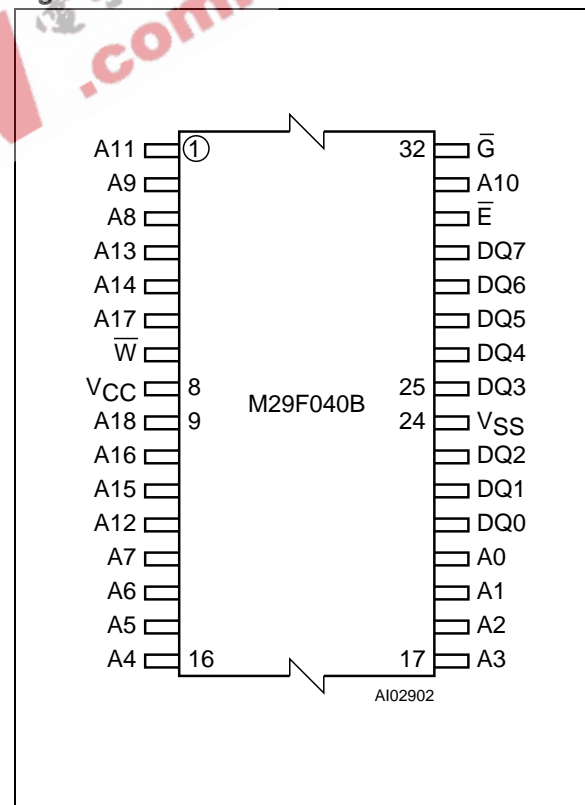 .com
A11 ① 32 G̅
A9 A10
A8 E̅
A13 DQ7
A14 DQ6
A17 DQ5
W̅ DQ4
VCC 8 25 DQ3
M29F040B
A18 9 24 VSS
A16 DQ2
A15 DQ1
A12 DQ0
A7 A0
A6 A1
A5 A2
A4 16 17 A3
AI02902